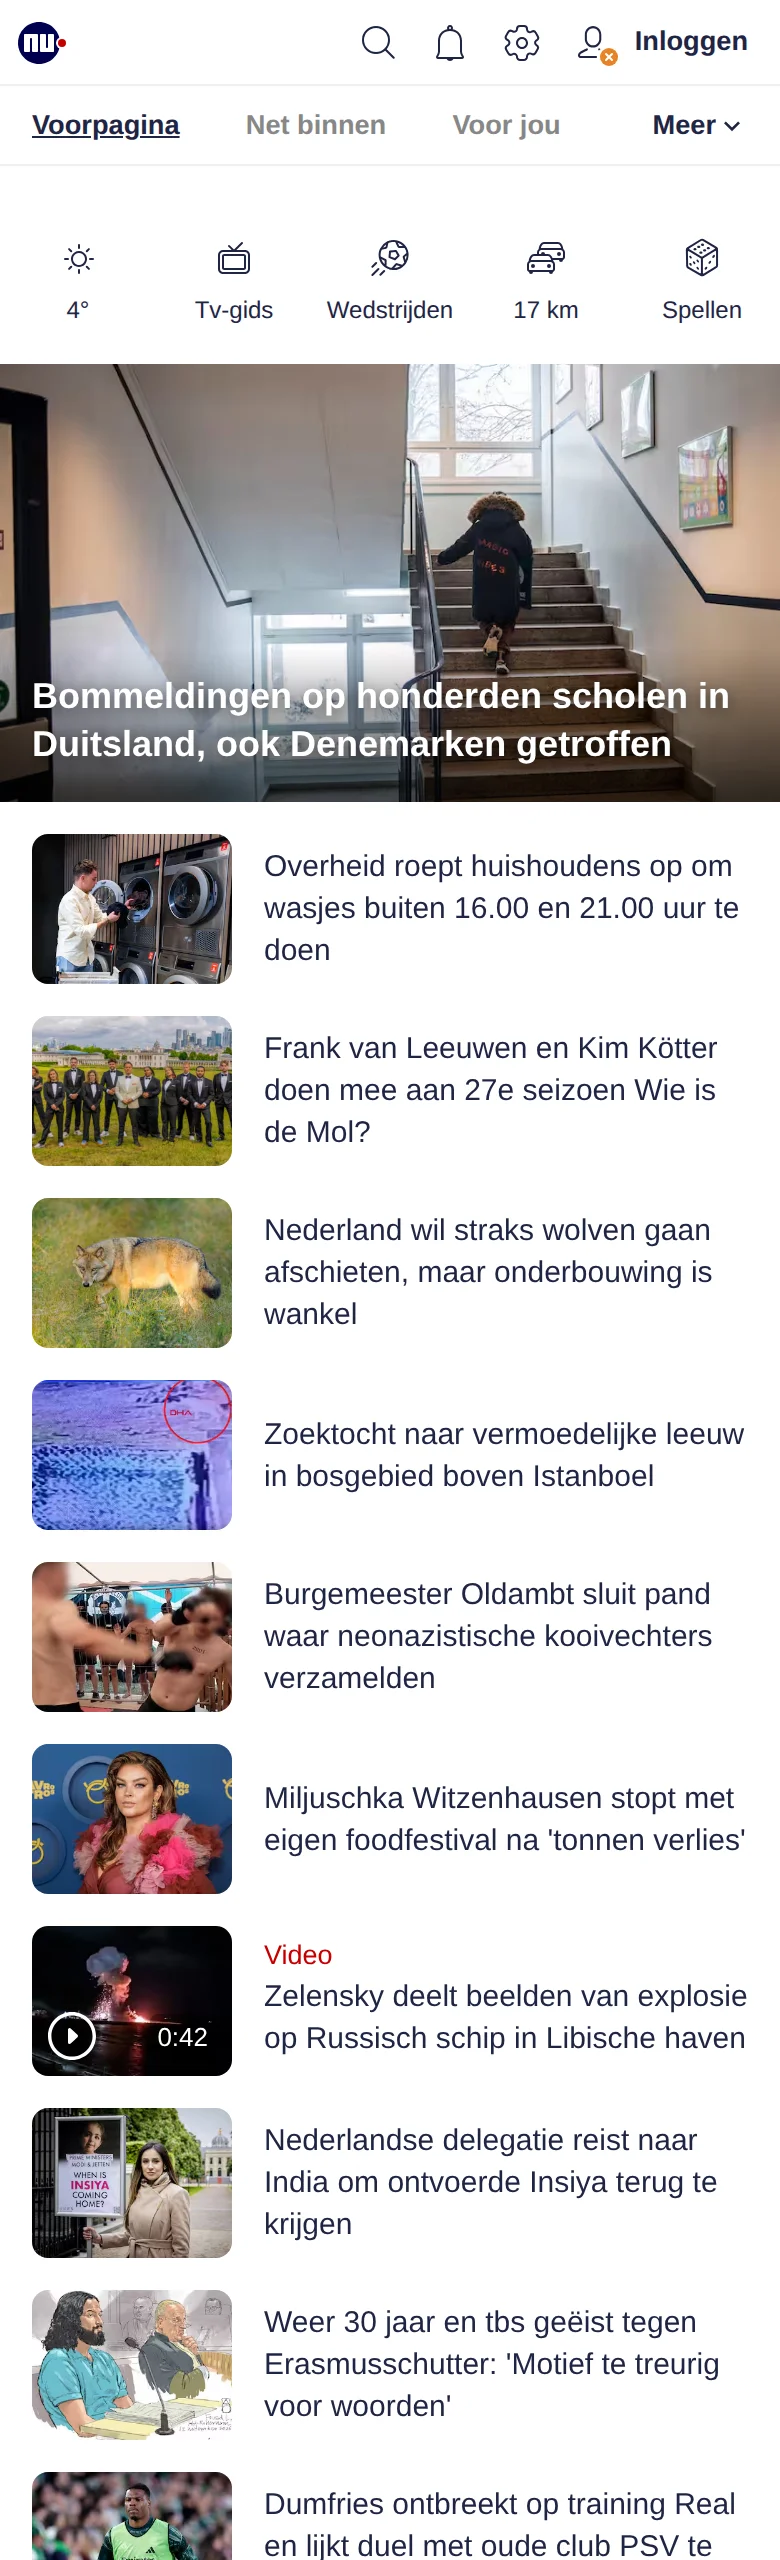 nu
Inloggen
Voorpagina
Net binnen
Voor jou
Meer
4°
Tv-gids
Wedstrijden
17 km
Spellen
Bommeldingen op honderden scholen in
Duitsland, ook Denemarken getroffen
Overheid roept huishoudens op om
wasjes buiten 16.00 en 21.00 uur te
doen
Frank van Leeuwen en Kim Kötter
doen mee aan 27e seizoen Wie is
de Mol?
Nederland wil straks wolven gaan
afschieten, maar onderbouwing is
wankel
DHA
Zoektocht naar vermoedelijke leeuw
in bosgebied boven Istanboel
Burgemeester Oldambt sluit pand
waar neonazistische kooivechters
verzamelden
Miljuschka Witzenhausen stopt met
eigen foodfestival na 'tonnen verlies'
0:42
Video
Zelensky deelt beelden van explosie
op Russisch schip in Libische haven
PRIME MINISTERS
MODI & JETTEN
WHEN IS
INSIYA
COMING
HOME?
Nederlandse delegatie reist naar
India om ontvoerde Insiya terug te
krijgen
Weer 30 jaar en tbs geëist tegen
Erasmusschutter: 'Motief te treurig
voor woorden'
Dumfries ontbreekt op training Real
en lijkt duel met oude club PSV te